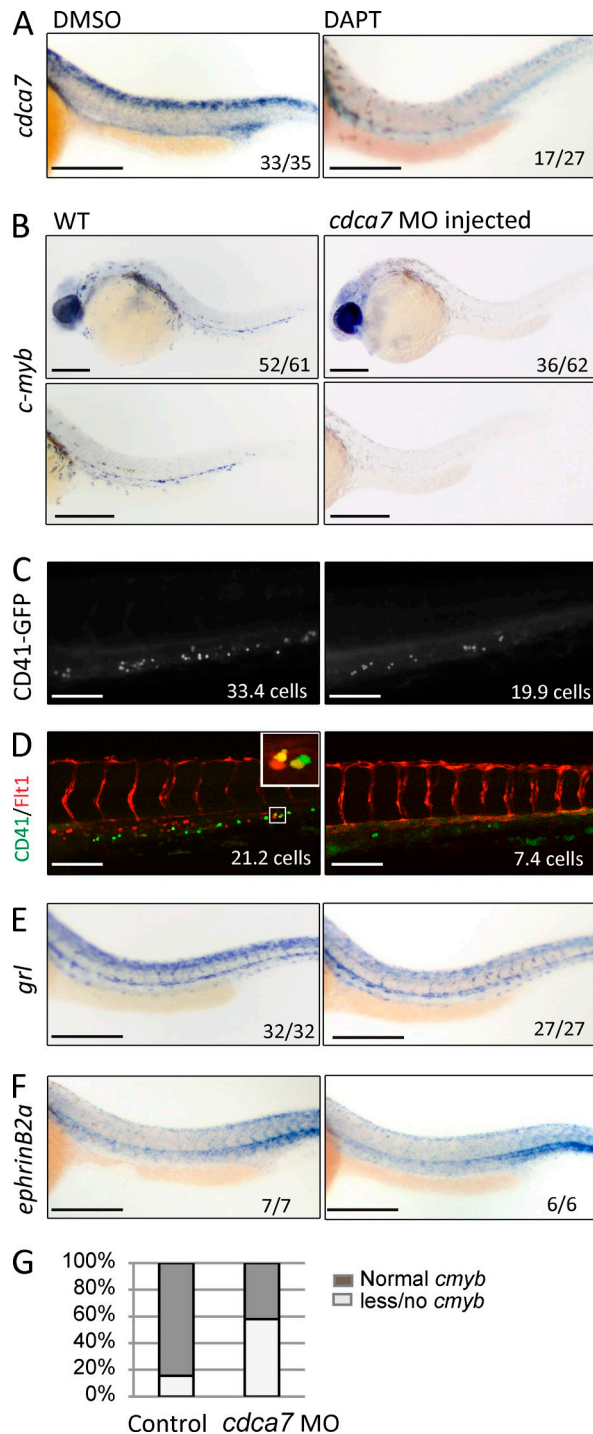 A DMSO DAPT
cdca7
33/35 17/27
B WT cdca7 MO injected
c-myb
52/61 36/62
C
CD41-GFP
33.4 cells 19.9 cells
D
CD41/Flt1
21.2 cells 7.4 cells
E
grl
32/32 27/27
F
ephrinB2a
7/7 6/6
G
100%
80%
60%
40%
20%
0%
Normal cmyb
less/no cmyb
Control cdca7 MO